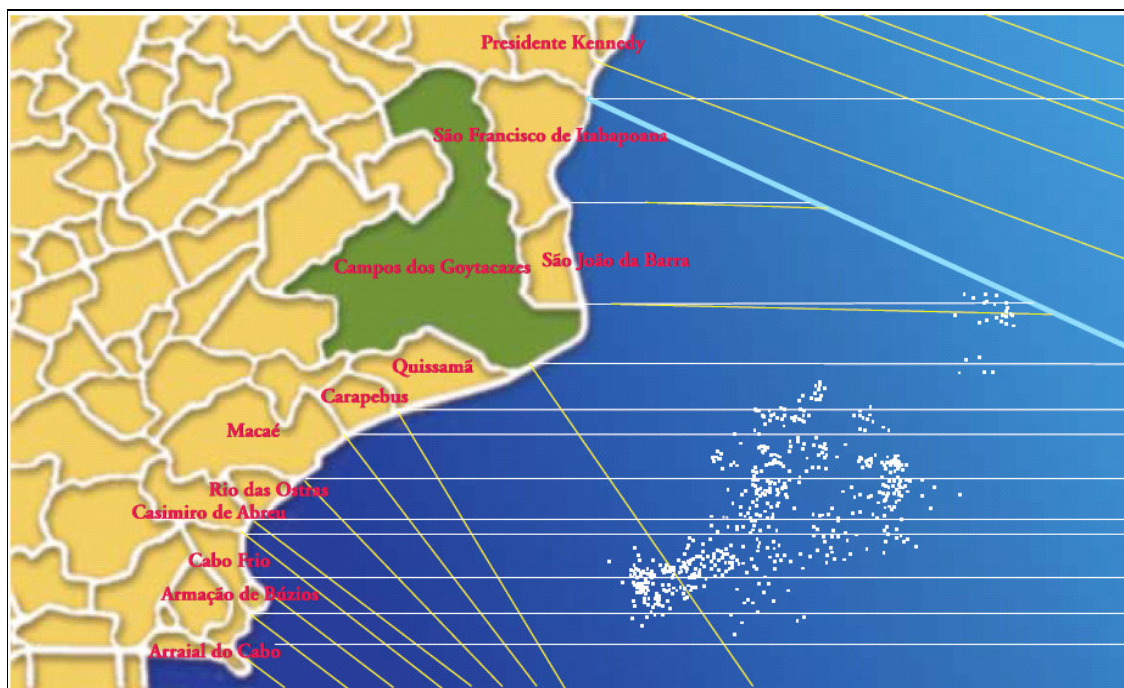 Presidente Kennedy
São Francisco de Itabapoana
São João da Barra
Campos dos Goytacazes
Quissamã
Carapebus
Macaé
Rio das Ostras
Casimiro de Abreu
Cabo Frio
Armação de Búzios
Arraial do Cabo